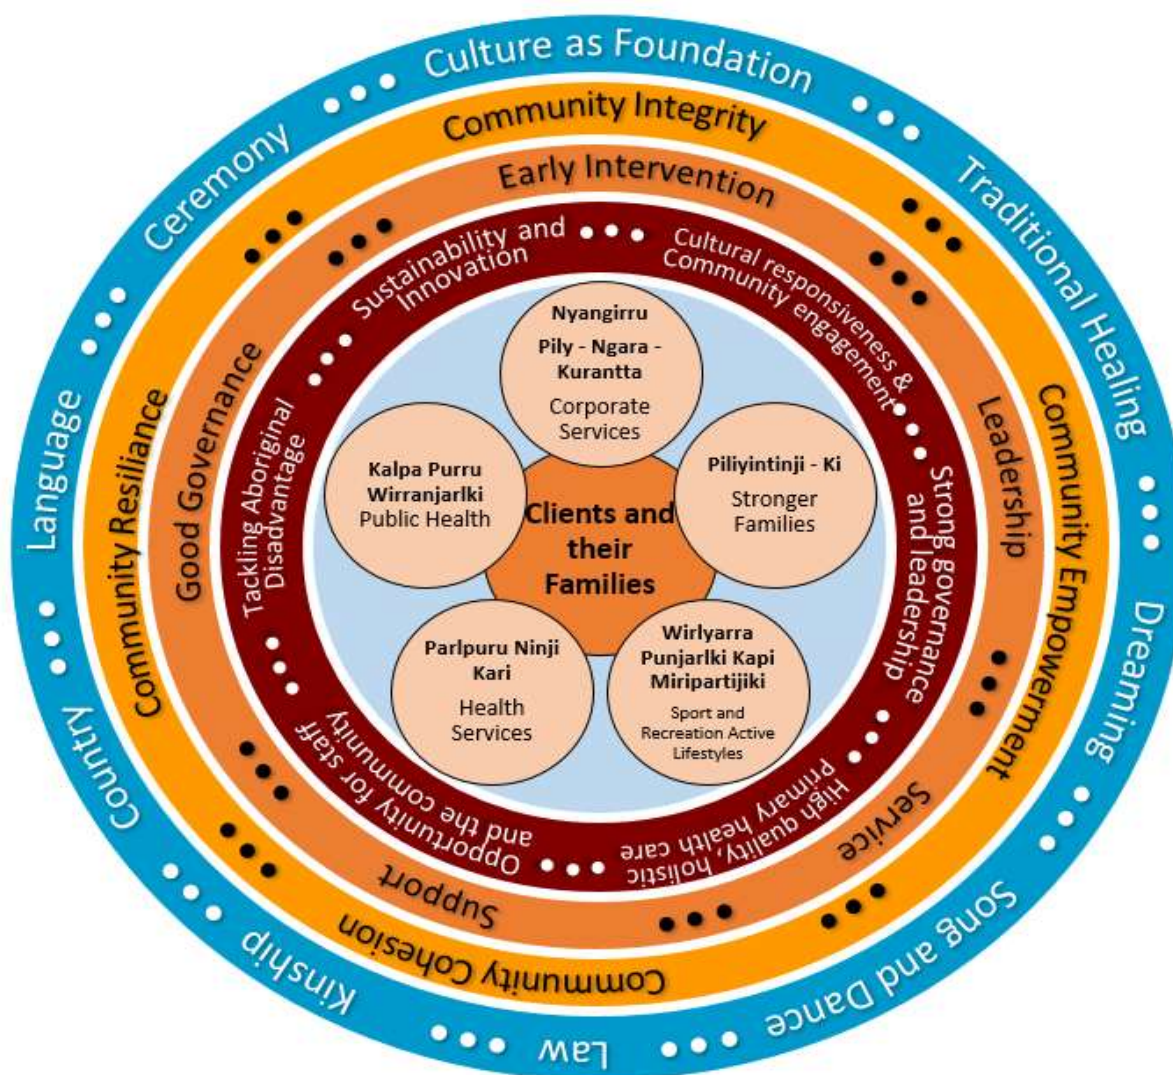 Culture as Foundation
Traditional Healing
Dreaming
Song and Dance
Law
Kinship
Country
Language
Ceremony
Community Integrity
Community Empowerment
Community Cohesion
Community Resiliance
Early Intervention
Leadership
Service
Support
Good Governance
Sustainability and
Innovation
Cultural responsiveness &
Community engagement
Strong governance
and leadership
High quality, holistic
Primary health care
Opportunity for staff
and the community
Tackling Aboriginal
Disadvantage
Nyangirru
Pily - Ngara -
Kurantta
Corporate
Services
Piliyintinji - Ki
Stronger
Families
Wirlyarra
Punjarlki Kapi
Miripartijiki
Sport and
Recreation Active
Lifestyles
Parlpuru Ninji
Kari
Health
Services
Kalpa Purru
Wirranjarlki
Public Health
Clients and
their
Families